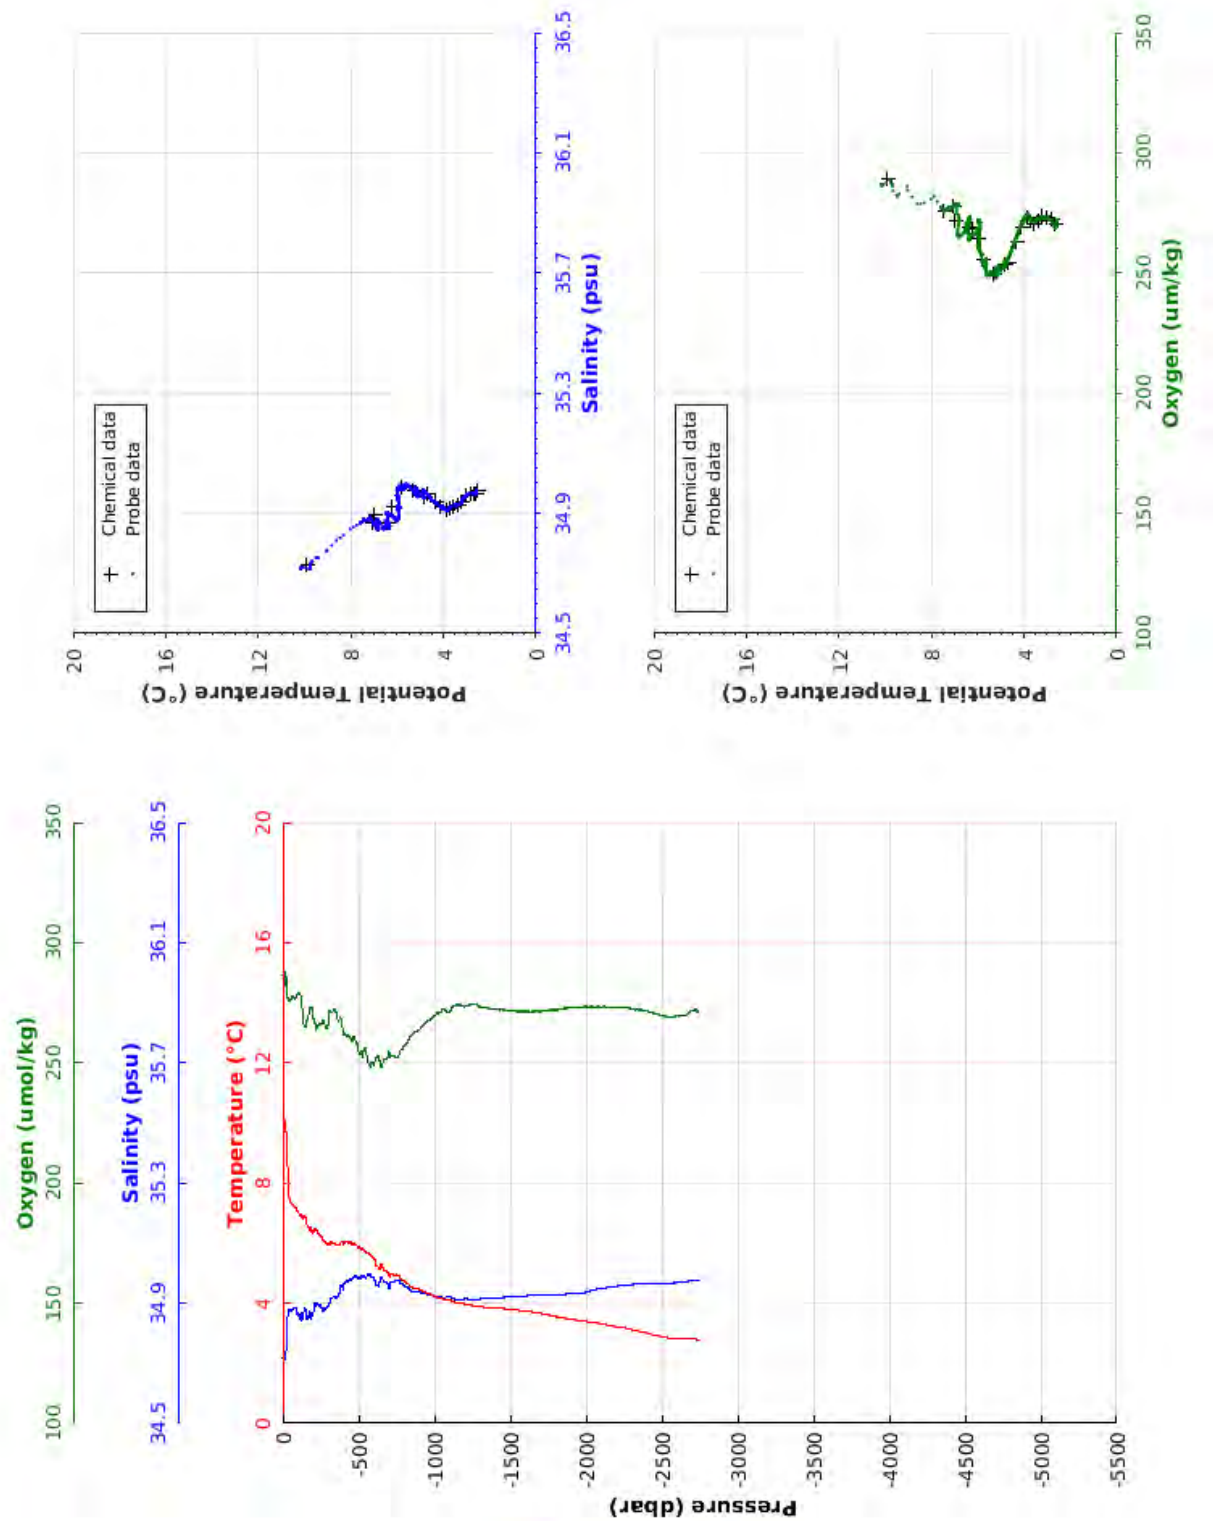 Oxygen (umol/kg)
100 150 200 250 300 350
Salinity (psu)
34.5 34.9 35.3 35.7 36.1 36.5
Temperature (°C)
0 4 8 12 16 20
Pressure (dbar)
0
-500
-1000
-1500
-2000
-2500
-3000
-3500
-4000
-4500
-5000
-5500
Potential Temperature (°C)
20
16
12
8
4
0
+ Chemical data
. Probe data
34.5 34.9 35.3 35.7 36.1 36.5
Salinity (psu)
Potential Temperature (°C)
20
16
12
8
4
0
+ Chemical data
. Probe data
100 150 200 250 300 350
Oxygen (um/kg)